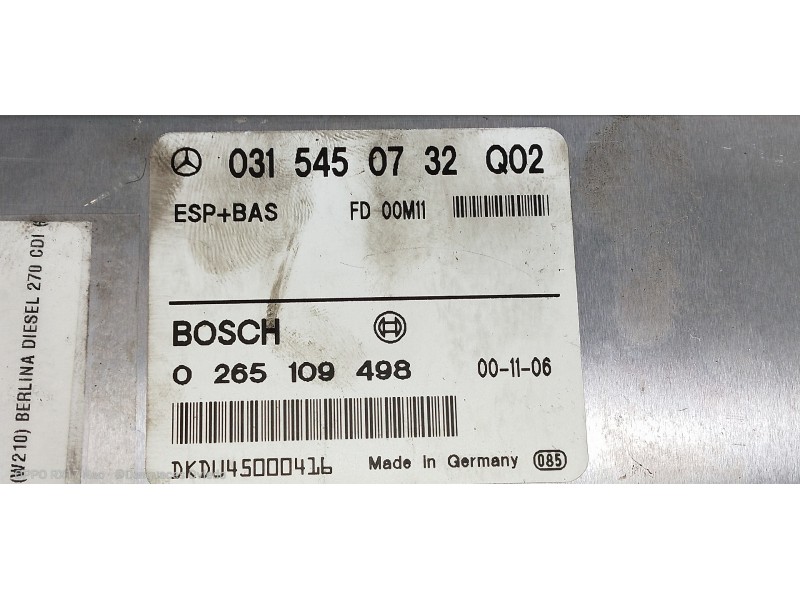 031 545 07 32 Q02
ESP+BAS FD 00M11
BOSCH
0 265 109 498 00-11-06
DKDU45000416 Made in Germany 085
(W210) BERLINA DIESEL 270 CDI (